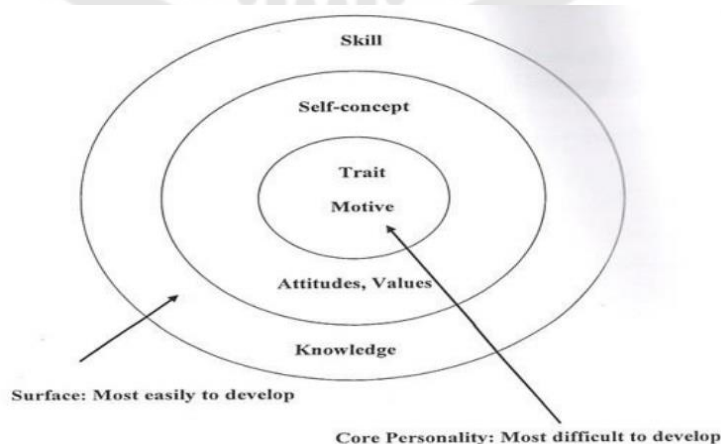 Skill
Self-concept
Trait
Motive
Attitudes, Values
Knowledge
Surface: Most easily to develop
Core Personality: Most difficult to develop